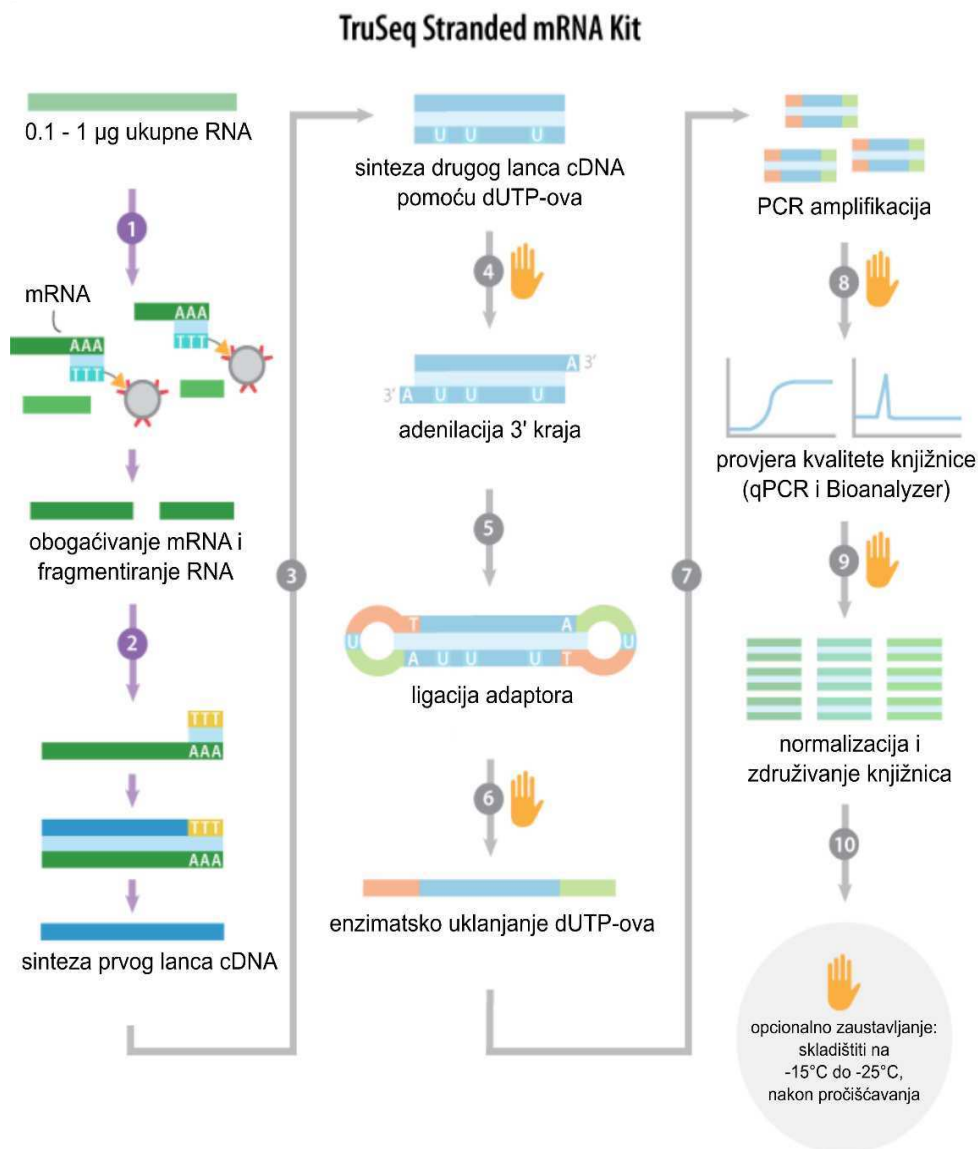 TruSeq Stranded mRNA Kit
0.1 - 1 µg ukupne RNA
1
mRNA
AAA
TTT
AAA
TTT
obogaćivanje mRNA i
fragmentiranje RNA
2
TTT
AAA
TTT
AAA
sinteza prvog lanca cDNA
3
U U U
sinteza drugog lanca cDNA
pomoću dUTP-ova
4
A 3'
3' A U U U
adenilacija 3' kraja
5
T A
U U
A U U U T
ligacija adaptora
6
enzimatsko uklanjanje dUTP-ova
7
PCR amplifikacija
8
provjera kvalitete knjižnice
(qPCR i Bioanalyzer)
9
normalizacija i
združivanje knjižnica
10
opcionalno zaustavljanje:
skladištiti na
-15°C do -25°C,
nakon pročišćavanja